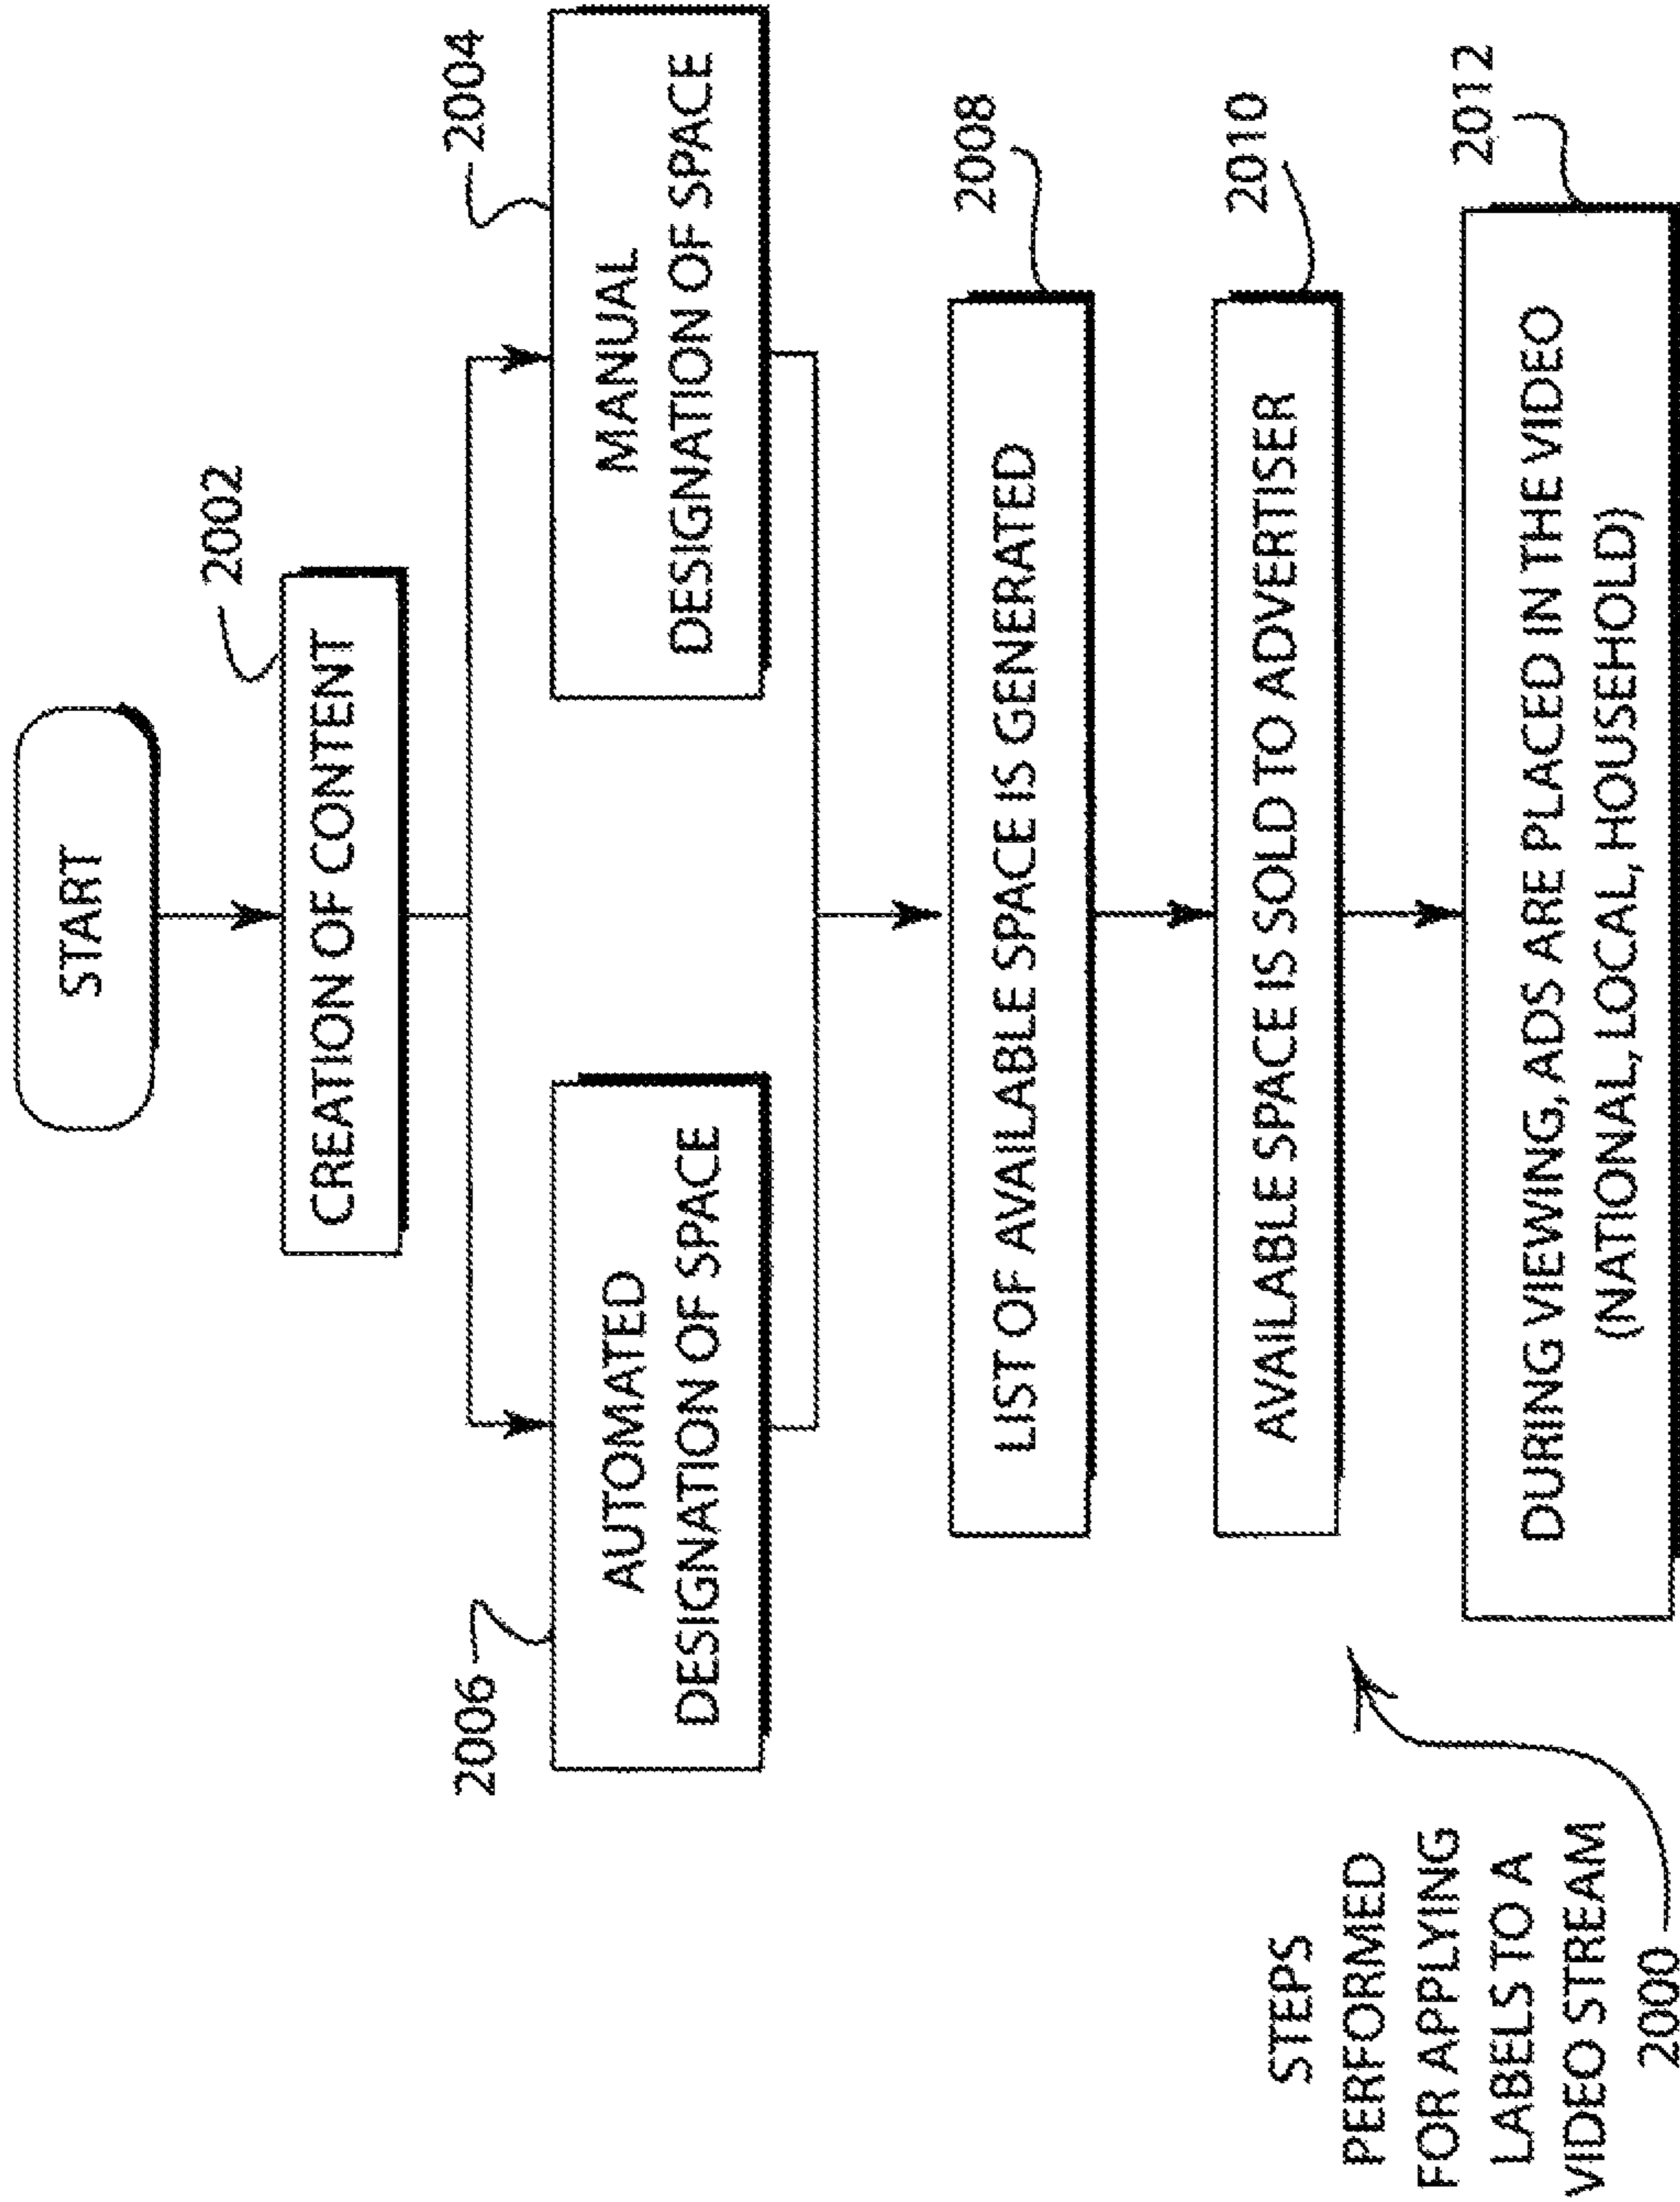 START
2002
CREATION OF CONTENT
2006
2004
AUTOMATED
DESIGNATION OF SPACE
MANUAL
DESIGNATION OF SPACE
LIST OF AVAILABLE SPACE IS GENERATED
2008
AVAILABLE SPACE IS SOLD TO ADVERTISER
2010
DURING VIEWING, ADS ARE PLACED IN THE VIDEO
(NATIONAL, LOCAL, HOUSEHOLD)
2012
STEPS
PERFORMED
FOR APPLYING
LABELS TO A
VIDEO STREAM
2000